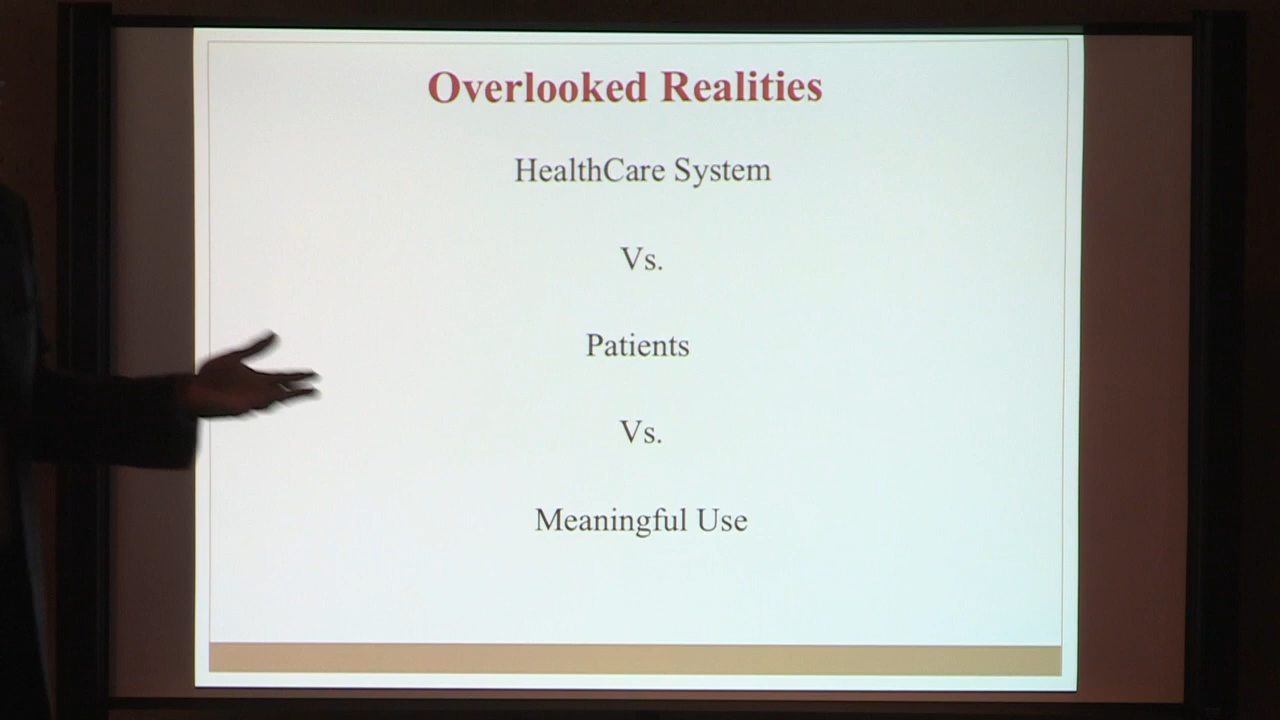 Overlooked Realities
HealthCare System
Vs.
Patients
Vs.
Meaningful Use